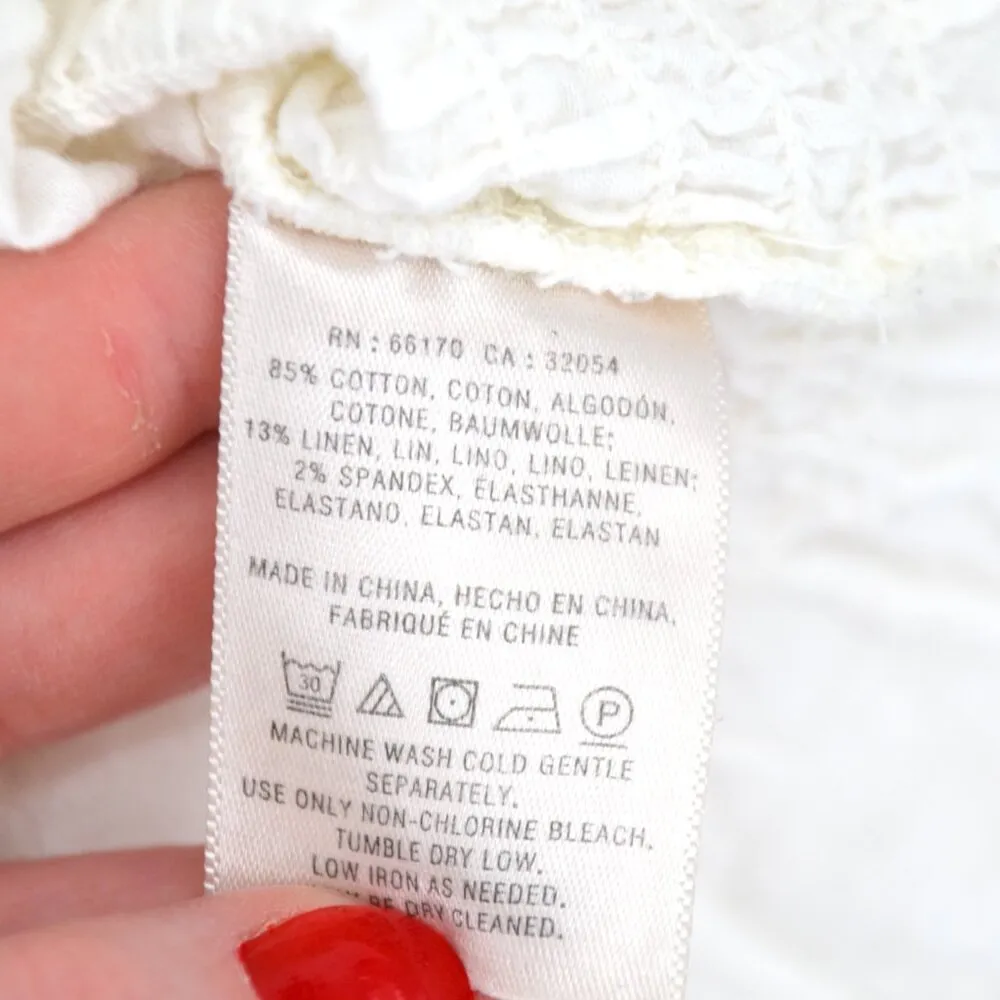 RN : 66170 CA : 32054
85% COTTON, COTON, ALGODÓN,
COTONE, BAUMWOLLE;
13% LINEN, LIN, LINO, LINO, LEINEN;
2% SPANDEX, ÉLASTHANNE,
ELASTANO, ELASTAN, ELASTAN
MADE IN CHINA, HECHO EN CHINA,
FABRIQUÉ EN CHINE
30 P
MACHINE WASH COLD GENTLE
SEPARATELY.
USE ONLY NON-CHLORINE BLEACH.
TUMBLE DRY LOW.
LOW IRON AS NEEDED.
BE DRY CLEANED.